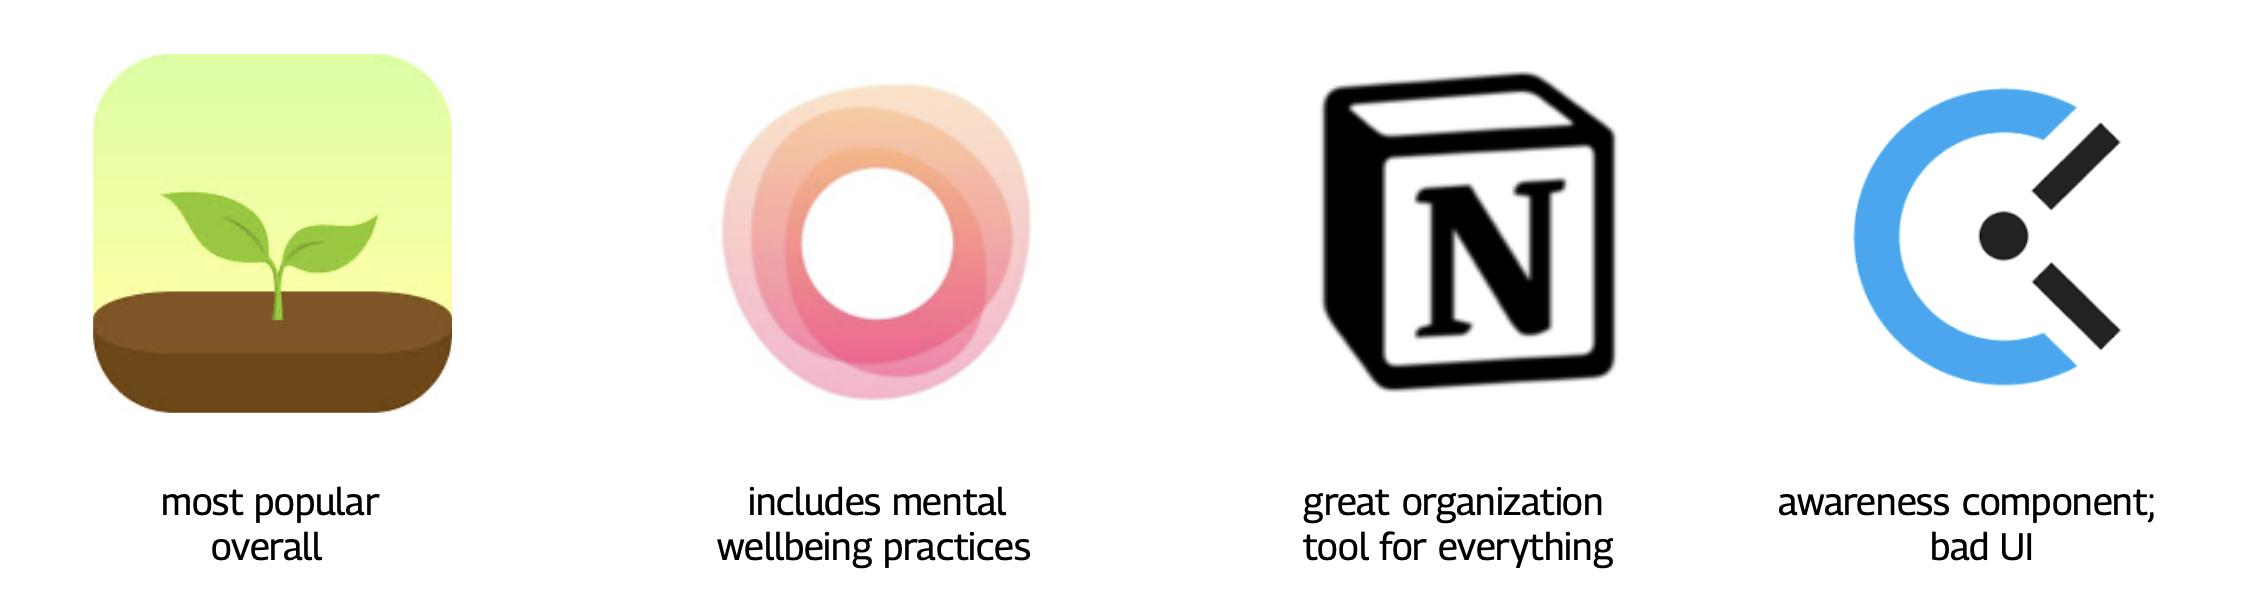 N
most popular
overall
includes mental
wellbeing practices
great organization
tool for everything
awareness component;
bad UI